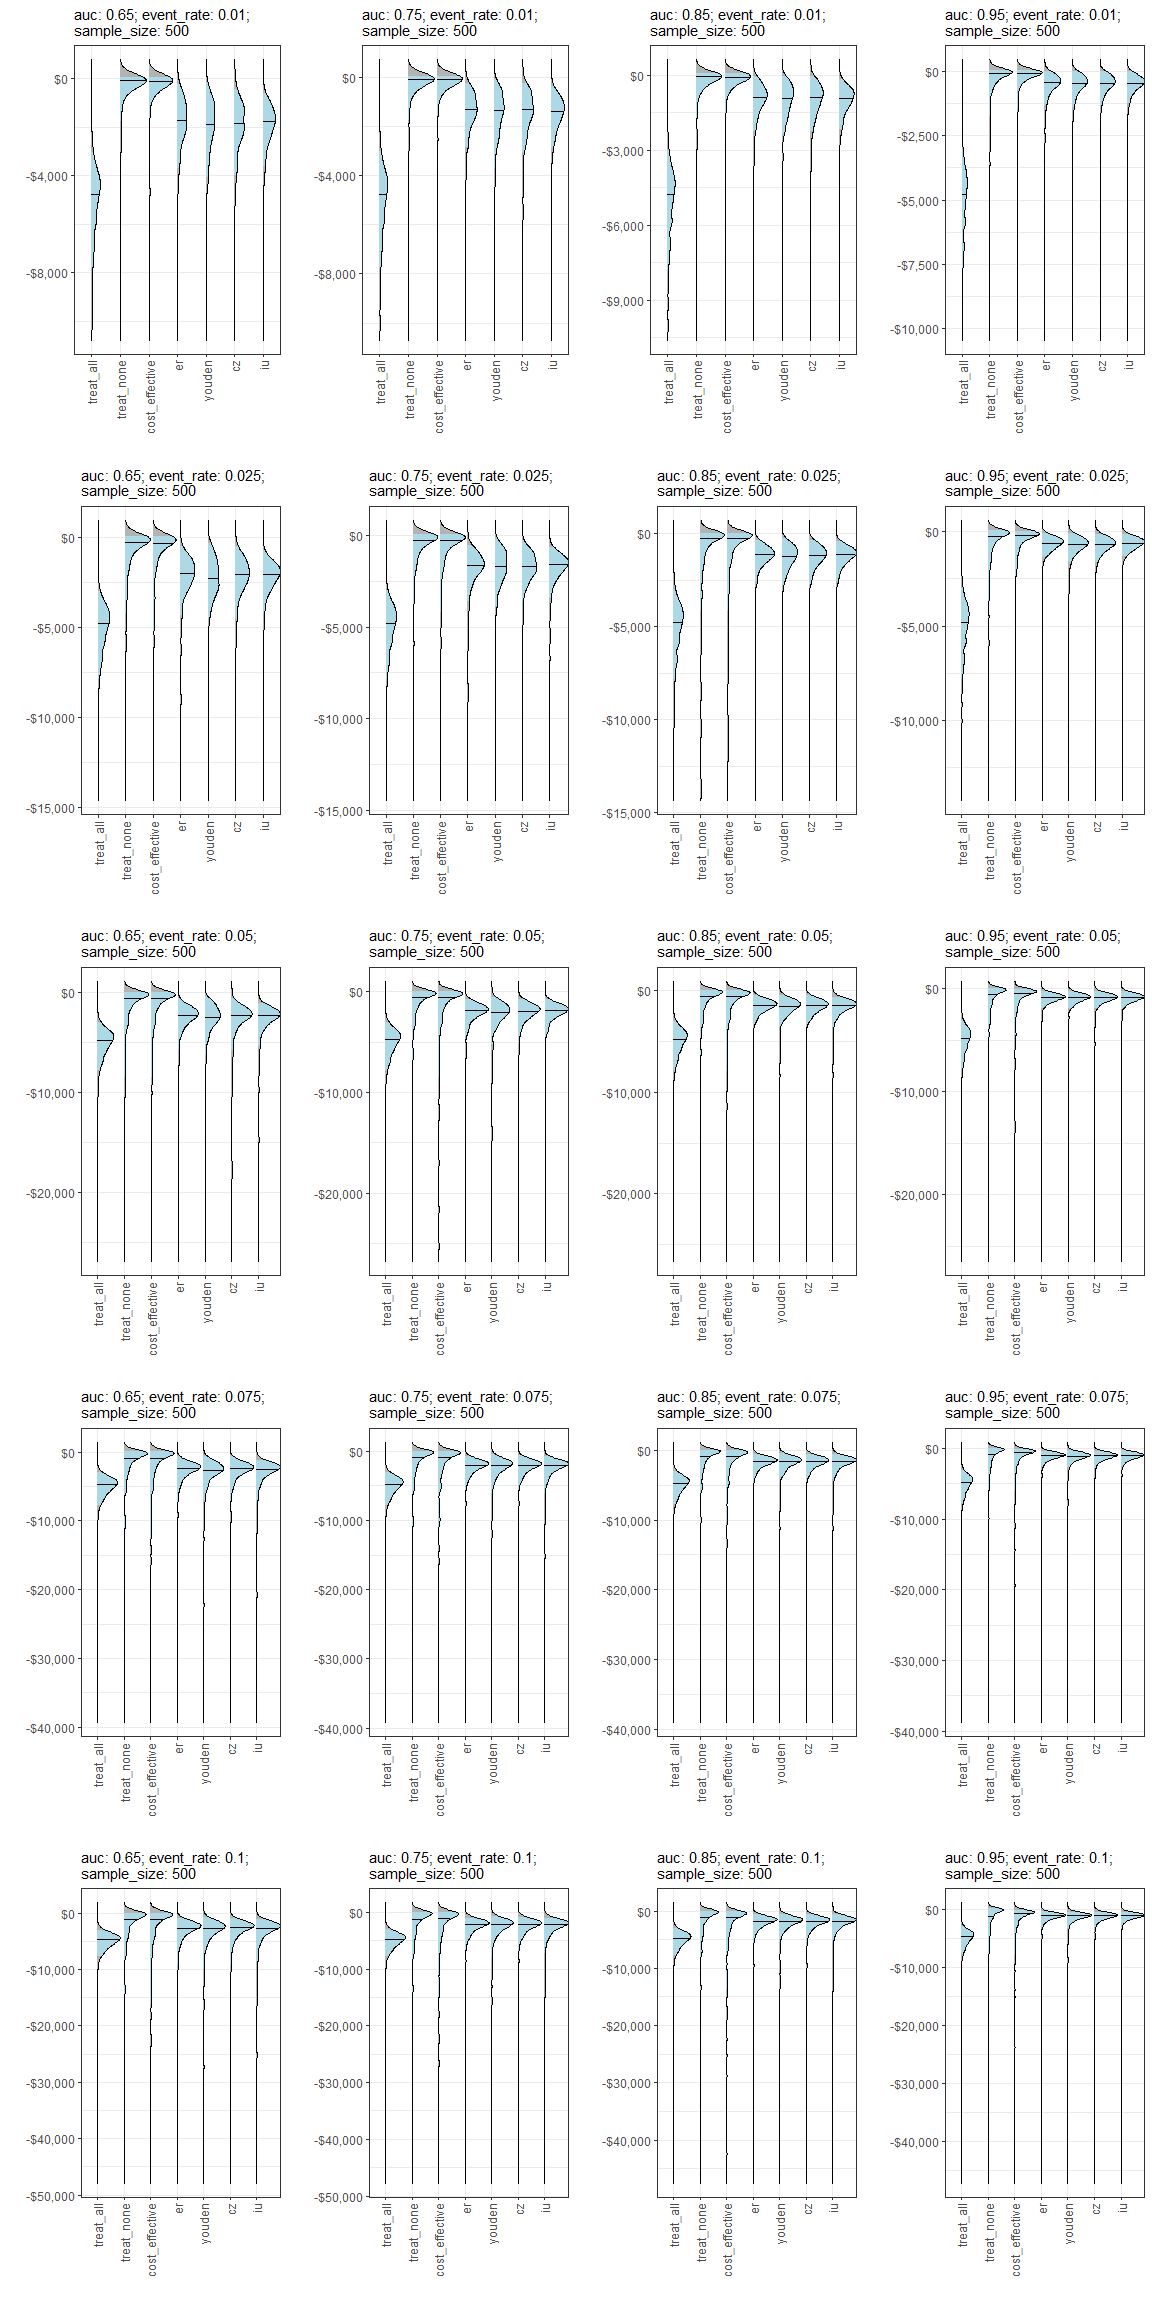 auc: 0.65; event_rate: 0.01;
sample_size: 500
$0
-$4,000
-$8,000
treat_all
treat_none
cost_effective
er
youden
cz
iu
auc: 0.75; event_rate: 0.01;
sample_size: 500
$0
-$4,000
-$8,000
treat_all
treat_none
cost_effective
er
youden
cz
iu
auc: 0.85; event_rate: 0.01;
sample_size: 500
$0
-$3,000
-$6,000
-$9,000
treat_all
treat_none
cost_effective
er
youden
cz
iu
auc: 0.95; event_rate: 0.01;
sample_size: 500
$0
-$2,500
-$5,000
-$7,500
-$10,000
treat_all
treat_none
cost_effective
er
youden
cz
iu
auc: 0.65; event_rate: 0.025;
sample_size: 500
$0
-$5,000
-$10,000
-$15,000
treat_all
treat_none
cost_effective
er
youden
cz
iu
auc: 0.75; event_rate: 0.025;
sample_size: 500
$0
-$5,000
-$10,000
-$15,000
treat_all
treat_none
cost_effective
er
youden
cz
iu
auc: 0.85; event_rate: 0.025;
sample_size: 500
$0
-$5,000
-$10,000
-$15,000
treat_all
treat_none
cost_effective
er
youden
cz
iu
auc: 0.95; event_rate: 0.025;
sample_size: 500
$0
-$5,000
-$10,000
treat_all
treat_none
cost_effective
er
youden
cz
iu
auc: 0.65; event_rate: 0.05;
sample_size: 500
$0
-$10,000
-$20,000
treat_all
treat_none
cost_effective
er
youden
cz
iu
auc: 0.75; event_rate: 0.05;
sample_size: 500
$0
-$10,000
-$20,000
treat_all
treat_none
cost_effective
er
youden
cz
iu
auc: 0.85; event_rate: 0.05;
sample_size: 500
$0
-$10,000
-$20,000
treat_all
treat_none
cost_effective
er
youden
cz
iu
auc: 0.95; event_rate: 0.05;
sample_size: 500
$0
-$10,000
-$20,000
treat_all
treat_none
cost_effective
er
youden
cz
iu
auc: 0.65; event_rate: 0.075;
sample_size: 500
$0
-$10,000
-$20,000
-$30,000
-$40,000
treat_all
treat_none
cost_effective
er
youden
cz
iu
auc: 0.75; event_rate: 0.075;
sample_size: 500
$0
-$10,000
-$20,000
-$30,000
-$40,000
treat_all
treat_none
cost_effective
er
youden
cz
iu
auc: 0.85; event_rate: 0.075;
sample_size: 500
$0
-$10,000
-$20,000
-$30,000
-$40,000
treat_all
treat_none
cost_effective
er
youden
cz
iu
auc: 0.95; event_rate: 0.075;
sample_size: 500
$0
-$10,000
-$20,000
-$30,000
-$40,000
treat_all
treat_none
cost_effective
er
youden
cz
iu
auc: 0.65; event_rate: 0.1;
sample_size: 500
$0
-$10,000
-$20,000
-$30,000
-$40,000
-$50,000
treat_all
treat_none
cost_effective
er
youden
cz
iu
auc: 0.75; event_rate: 0.1;
sample_size: 500
$0
-$10,000
-$20,000
-$30,000
-$40,000
-$50,000
treat_all
treat_none
cost_effective
er
youden
cz
iu
auc: 0.85; event_rate: 0.1;
sample_size: 500
$0
-$10,000
-$20,000
-$30,000
-$40,000
treat_all
treat_none
cost_effective
er
youden
cz
iu
auc: 0.95; event_rate: 0.1;
sample_size: 500
$0
-$10,000
-$20,000
-$30,000
-$40,000
treat_all
treat_none
cost_effective
er
youden
cz
iu